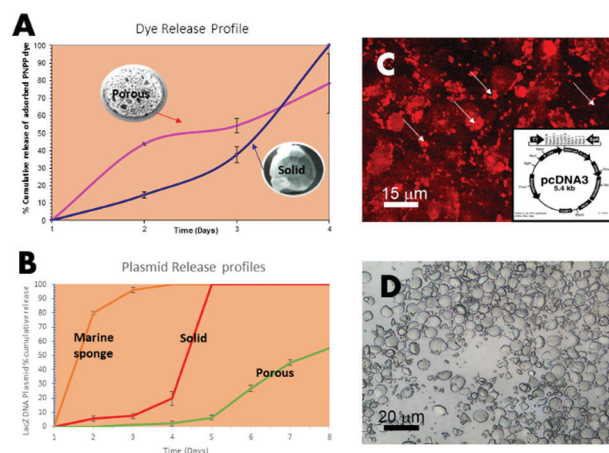 A
Dye Release Profile
% Cumulative release of adsorbed PNPP dye
100
90
80
70
60
50
40
30
20
10
0
Porous
Solid
1
2
3
4
Time (Days)
B
Plasmid Release profiles
LacZ DNA Plasmid % cumulative release
100
90
80
70
60
50
40
30
20
10
0
Marine
sponge
Solid
Porous
1
2
3
4
5
6
7
8
Time (Days)
C
15 μm
pcDNA3
5.4 kb
D
20 μm